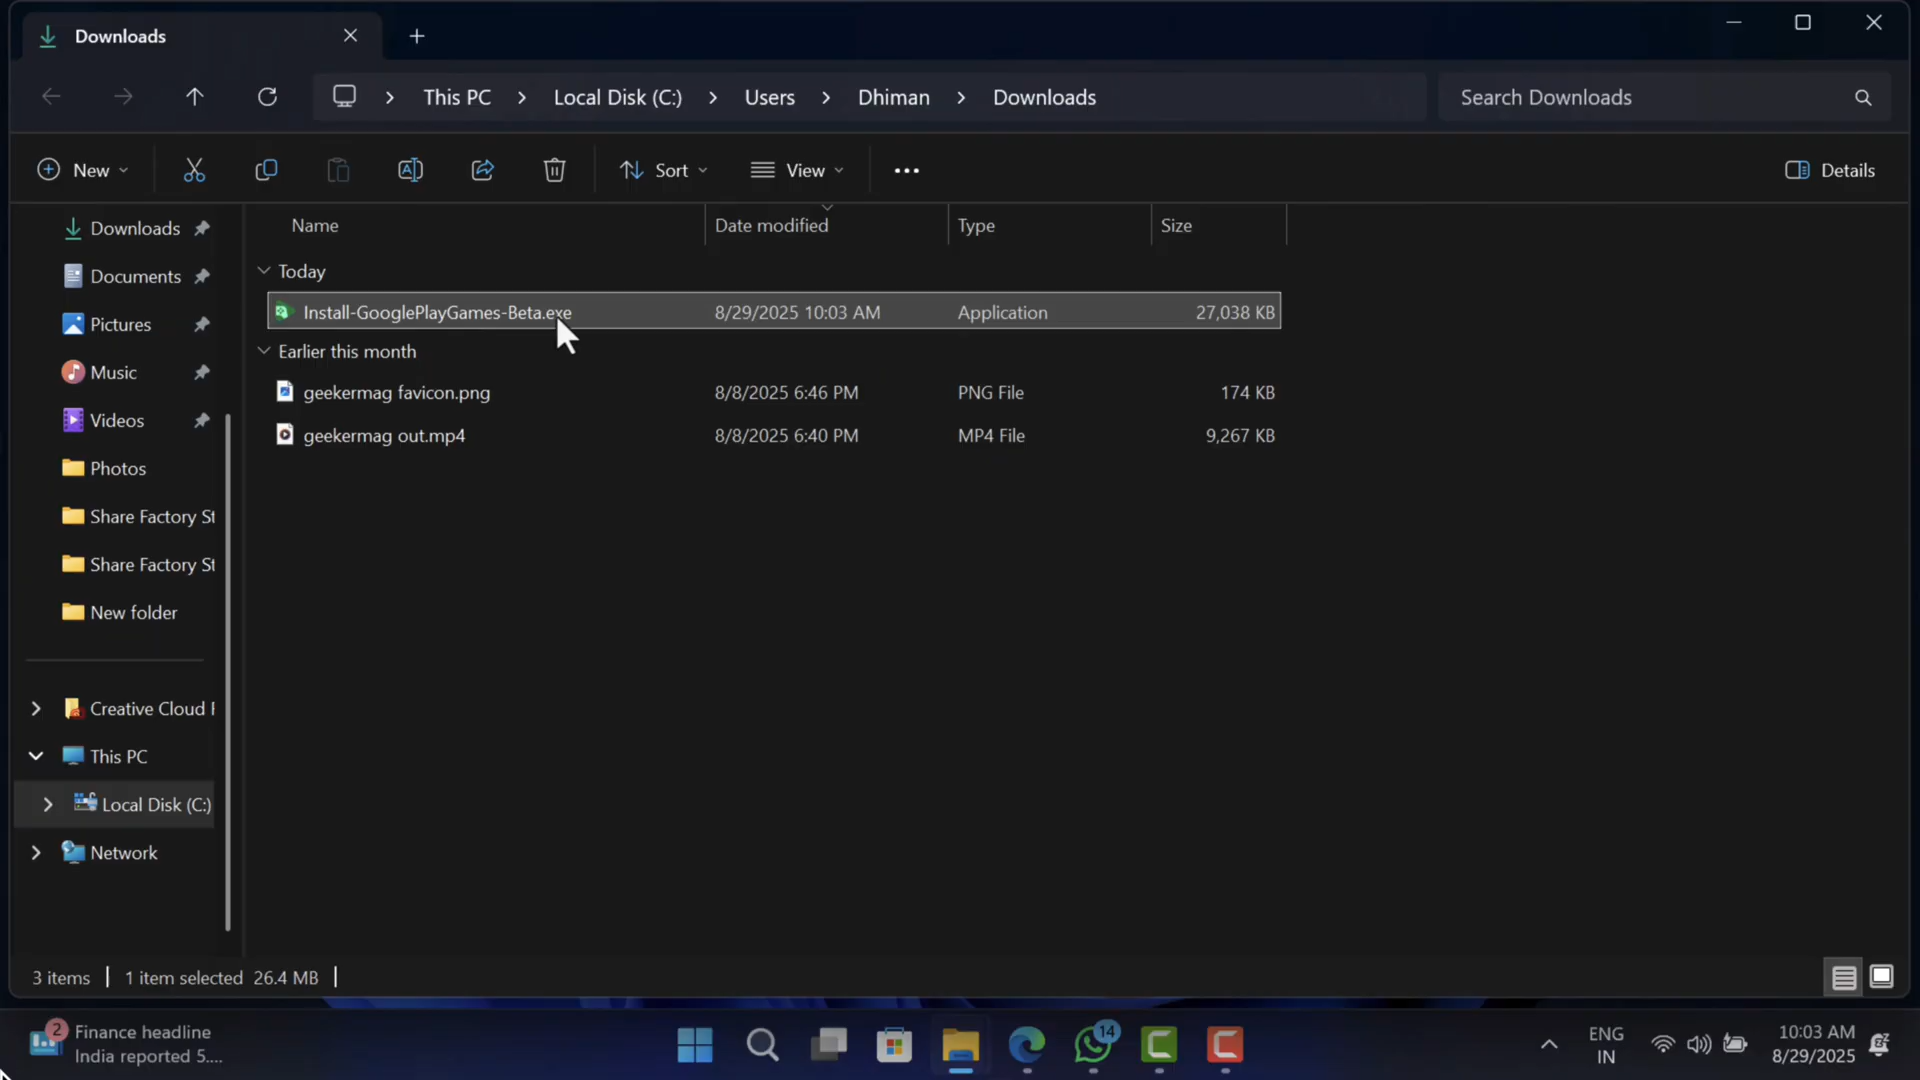 Downloads
This PC Local Disk (C:) Users Dhiman Downloads
Search Downloads
New
Sort
View
Details
Name Date modified Type Size
Today
Install-GooglePlayGames-Beta.exe 8/29/2025 10:03 AM Application 27,038 KB
Earlier this month
geekermag favicon.png 8/8/2025 6:46 PM PNG File 174 KB
geekermag out.mp4 8/8/2025 6:40 PM MP4 File 9,267 KB
Downloads
Documents
Pictures
Music
Videos
Photos
Share Factory St
Share Factory St
New folder
Creative Cloud F
This PC
Local Disk (C:)
Network
3 items 1 item selected 26.4 MB
2
Finance headline
India reported 5....
14
ENG
IN
10:03 AM
8/29/2025